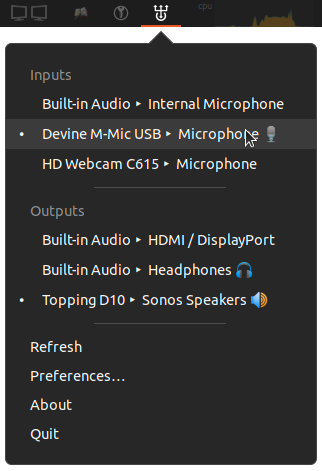 cpu
Inputs
Built-in Audio ‣ Internal Microphone
• Devine M-Mic USB ‣ Microphone 🎙️
HD Webcam C615 ‣ Microphone
Outputs
Built-in Audio ‣ HDMI / DisplayPort
Built-in Audio ‣ Headphones 🎧
• Topping D10 ‣ Sonos Speakers 🔊
Refresh
Preferences…
About
Quit